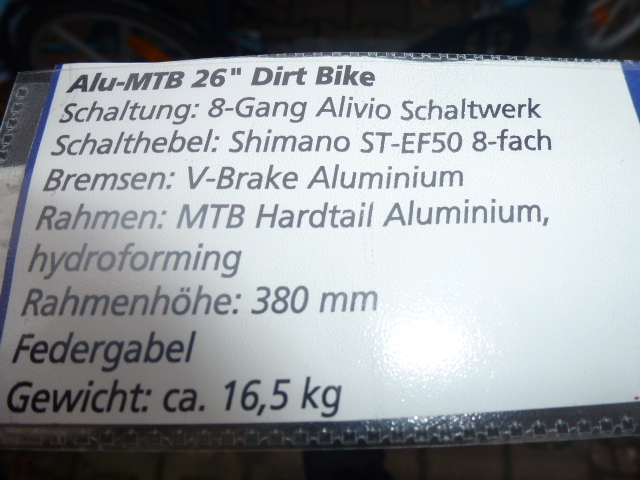 Alu-MTB 26" Dirt Bike
Schaltung: 8-Gang Alivio Schaltwerk
Schalthebel: Shimano ST-EF50 8-fach
Bremsen: V-Brake Aluminium
Rahmen: MTB Hardtail Aluminium,
hydroforming
Rahmenhöhe: 380 mm
Federgabel
Gewicht: ca. 16,5 kg